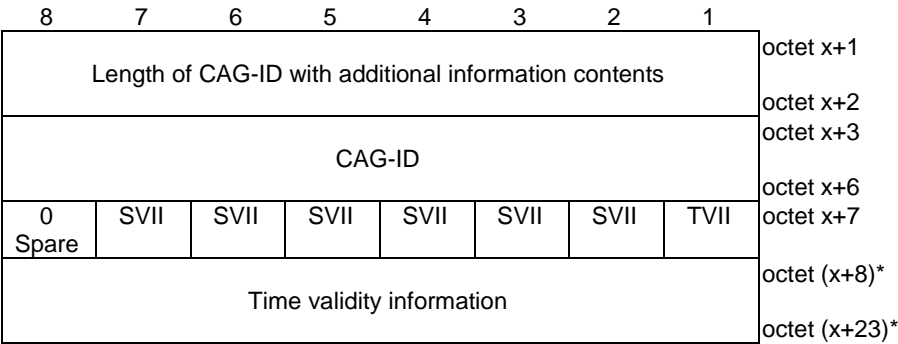 8 7 6 5 4 3 2 1
octet x+1
Length of CAG-ID with additional information contents
octet x+2
octet x+3
CAG-ID
octet x+6
0 SVII SVII SVII SVII SVII SVII TVII octet x+7
Spare
octet (x+8)*
Time validity information
octet (x+23)*